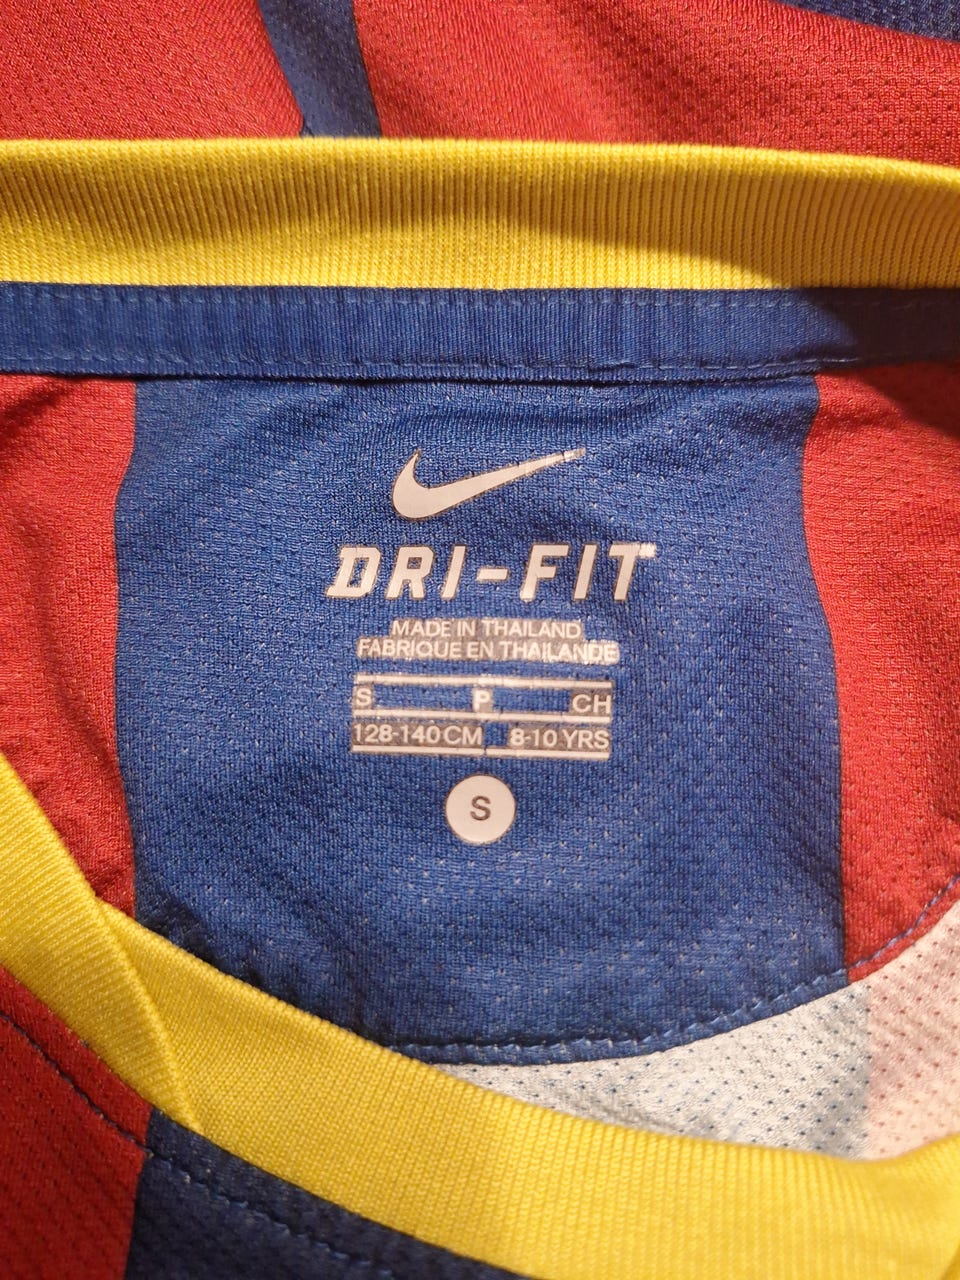 DRI-FIT
MADE IN THAILAND
FABRIQUE EN THAILANDE
S P CH
128-140 CM 8-10 YRS
S